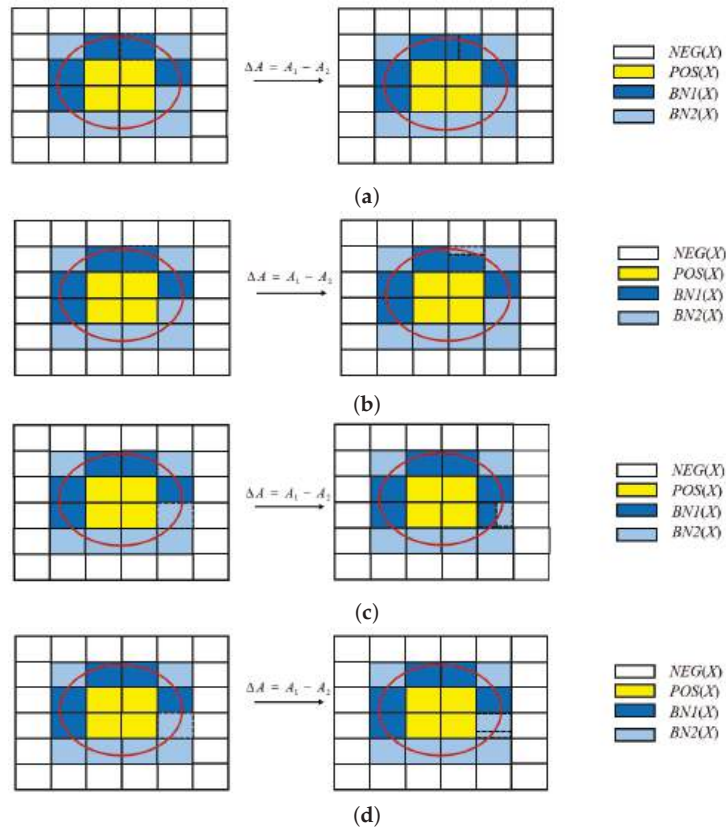 ΔA = A₁ − A₂
NEG(X)
POS(X)
BN1(X)
BN2(X)
(a)
ΔA = A₁ − A₂
NEG(X)
POS(X)
BN1(X)
BN2(X)
(b)
ΔA = A₁ − A₂
NEG(X)
POS(X)
BN1(X)
BN2(X)
(c)
ΔA = A₁ − A₂
NEG(X)
POS(X)
BN1(X)
BN2(X)
(d)